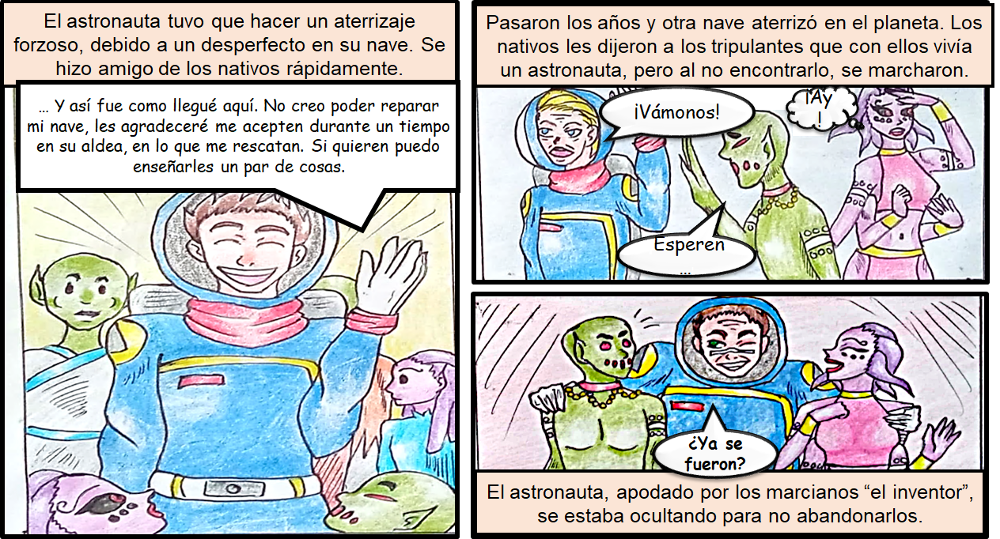 El astronauta tuvo que hacer un aterrizaje
forzoso, debido a un desperfecto en su nave. Se
hizo amigo de los nativos rápidamente.
... Y así fue como llegué aquí. No creo poder reparar
mi nave, les agradeceré me acepten durante un tiempo
en su aldea, en lo que me rescatan. Si quieren puedo
enseñarles un par de cosas.
Pasaron los años y otra nave aterrizó en el planeta. Los
nativos les dijeron a los tripulantes que con ellos vivía
un astronauta, pero al no encontrarlo, se marcharon.
¡Vámonos!
¡Ay
!
Esperen
...
¿Ya se
fueron?
El astronauta, apodado por los marcianos “el inventor”,
se estaba ocultando para no abandonarlos.